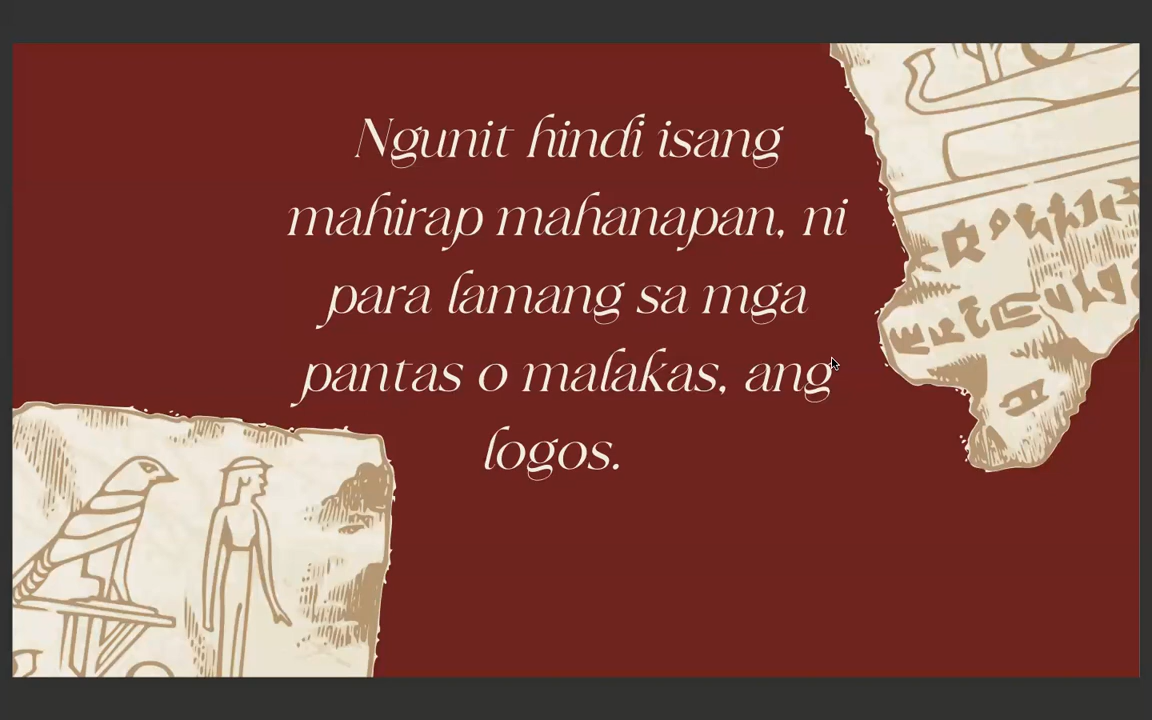 Ngunit hindi isang
mahirap mahanapan, ni
para lamang sa mga
pantas o malakas, ang
logos.